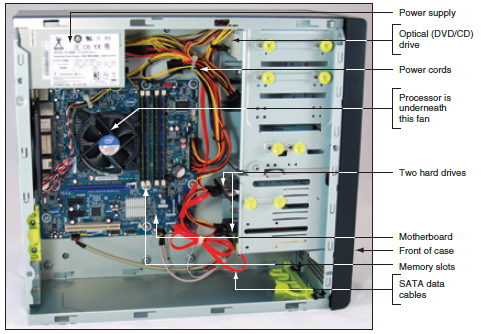 Power supply
Optical (DVD/CD)
drive
Power cords
Processor is
underneath
this fan
Two hard drives
Motherboard
Front of case
Memory slots
SATA data
cables